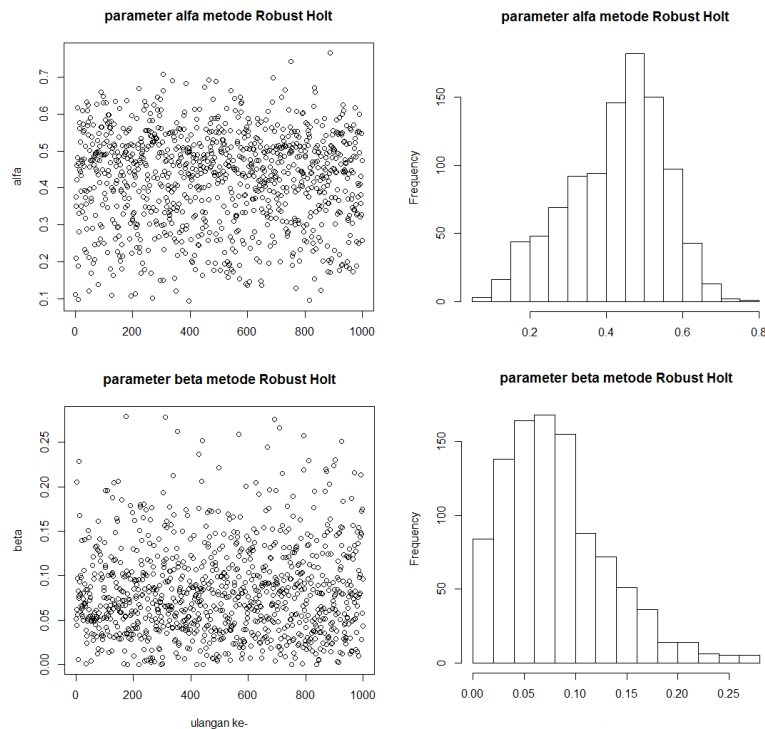 parameter alfa metode Robust Holt
alfa
0.1 0.2 0.3 0.4 0.5 0.6 0.7
0 200 400 600 800 1000
parameter alfa metode Robust Holt
Frequency
0 50 100 150
0.2 0.4 0.6 0.8
parameter beta metode Robust Holt
beta
0.00 0.05 0.10 0.15 0.20 0.25
0 200 400 600 800 1000
ulangan ke-
parameter beta metode Robust Holt
Frequency
0 50 100 150
0.00 0.05 0.10 0.15 0.20 0.25